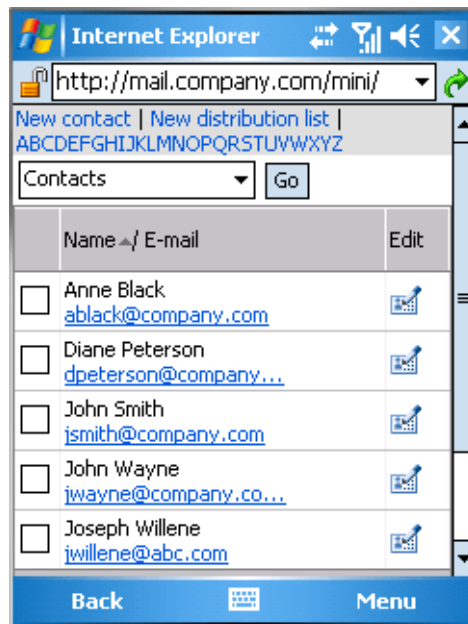 Internet Explorer
http://mail.company.com/mini/
New contact | New distribution list |
ABCDEFGHIJKLMNOPQRSTUVWXYZ
Contacts Go
Name / E-mail Edit
Anne Black
ablack@company.com
Diane Peterson
dpeterson@company...
John Smith
jsmith@company.com
John Wayne
jwayne@company.co...
Joseph Willene
jwillene@abc.com
Back Menu